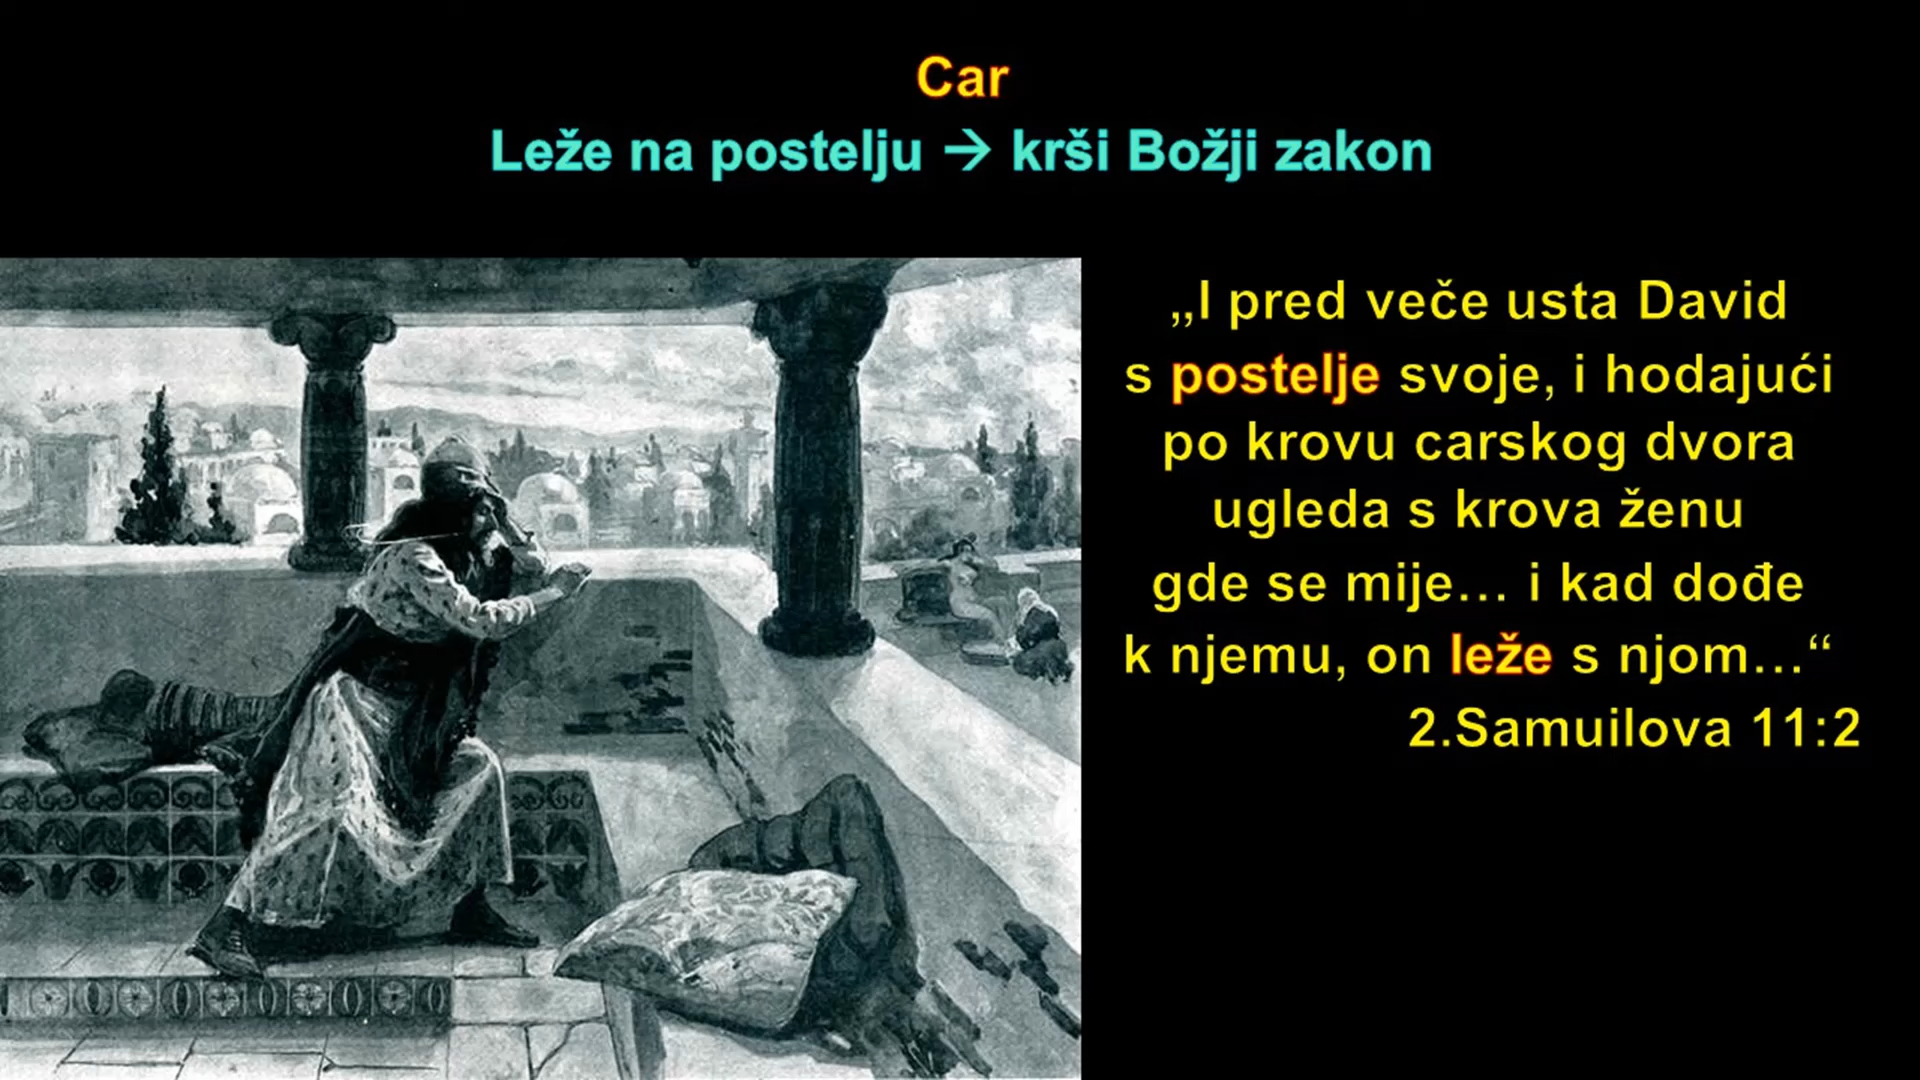 Car
Leže na postelju → krši Božji zakon
„I pred veče usta David
s postelje svoje, i hodajući
po krovu carskog dvora
ugleda s krova ženu
gde se mije... i kad dođe
k njemu, on leže s njom...“
2.Samuilova 11:2